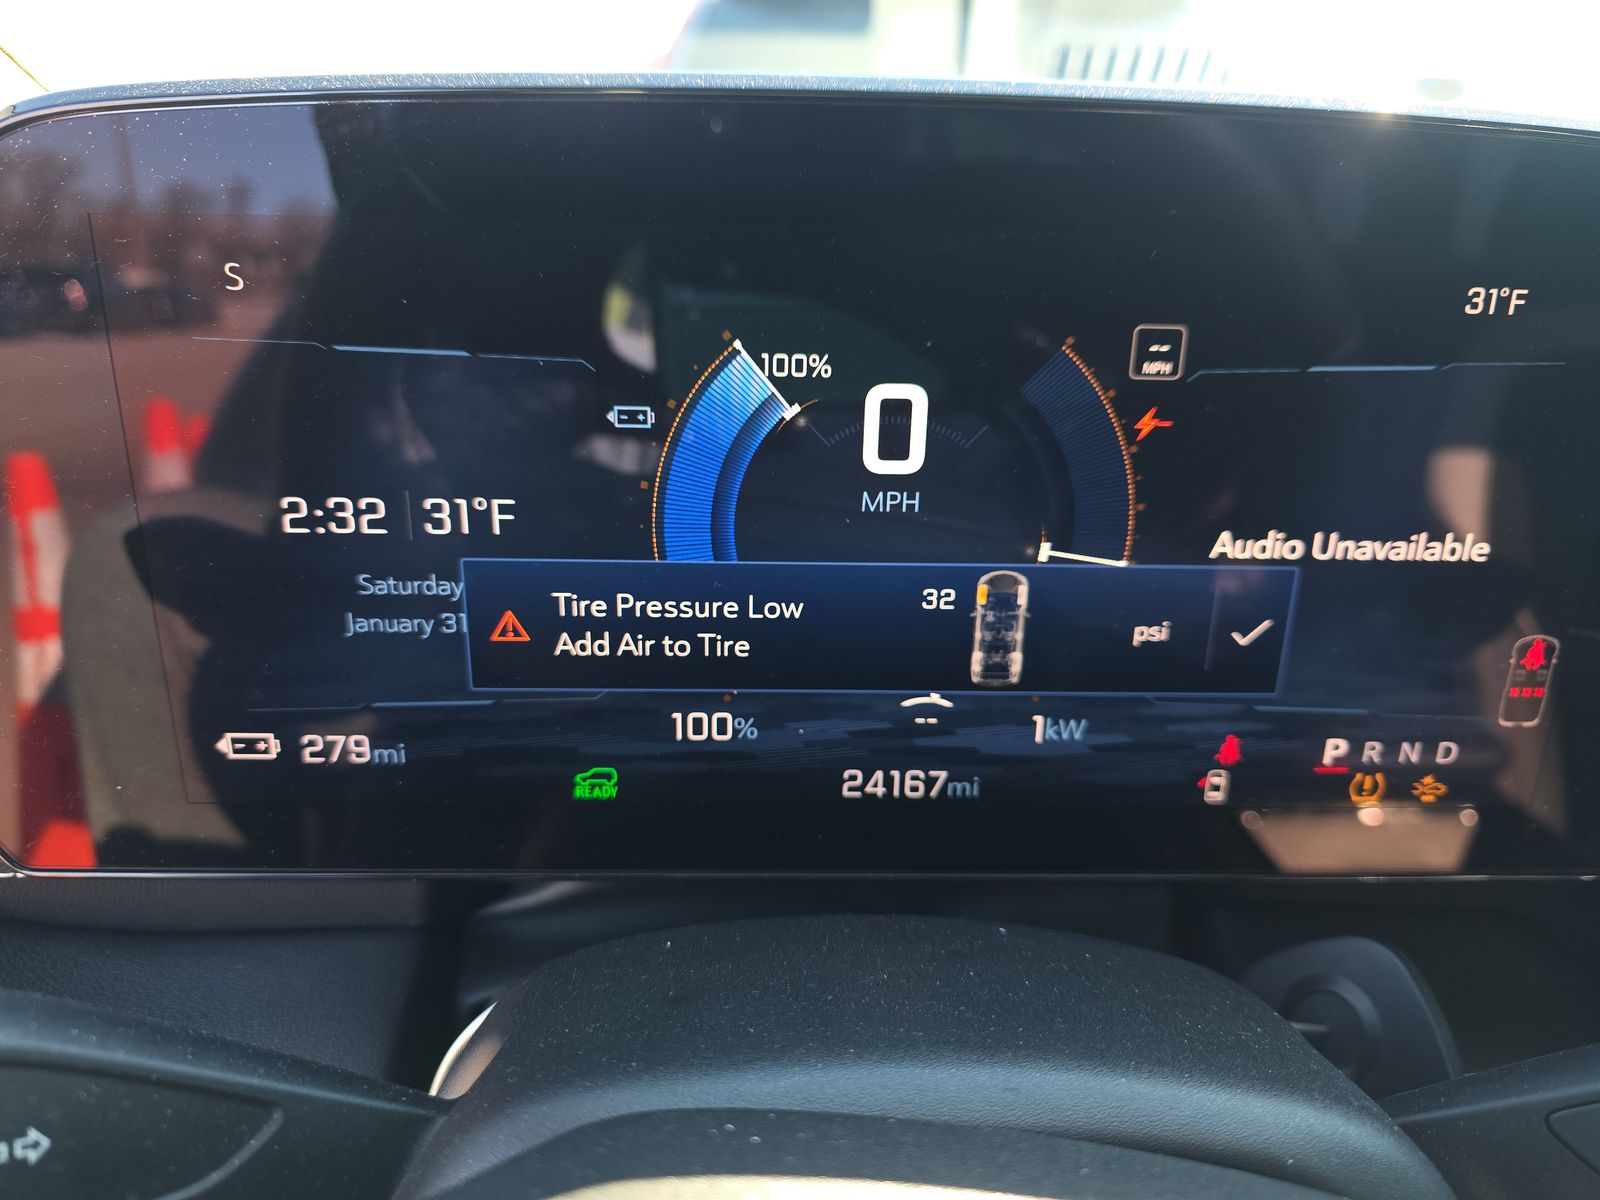 S
31°F
100%
--
MPH
0
MPH
2:32 31°F
Audio Unavailable
Saturday
January 31
Tire Pressure Low
Add Air to Tire
32
psi
279mi
100%
--
1kW
READY
24167mi
P R N D